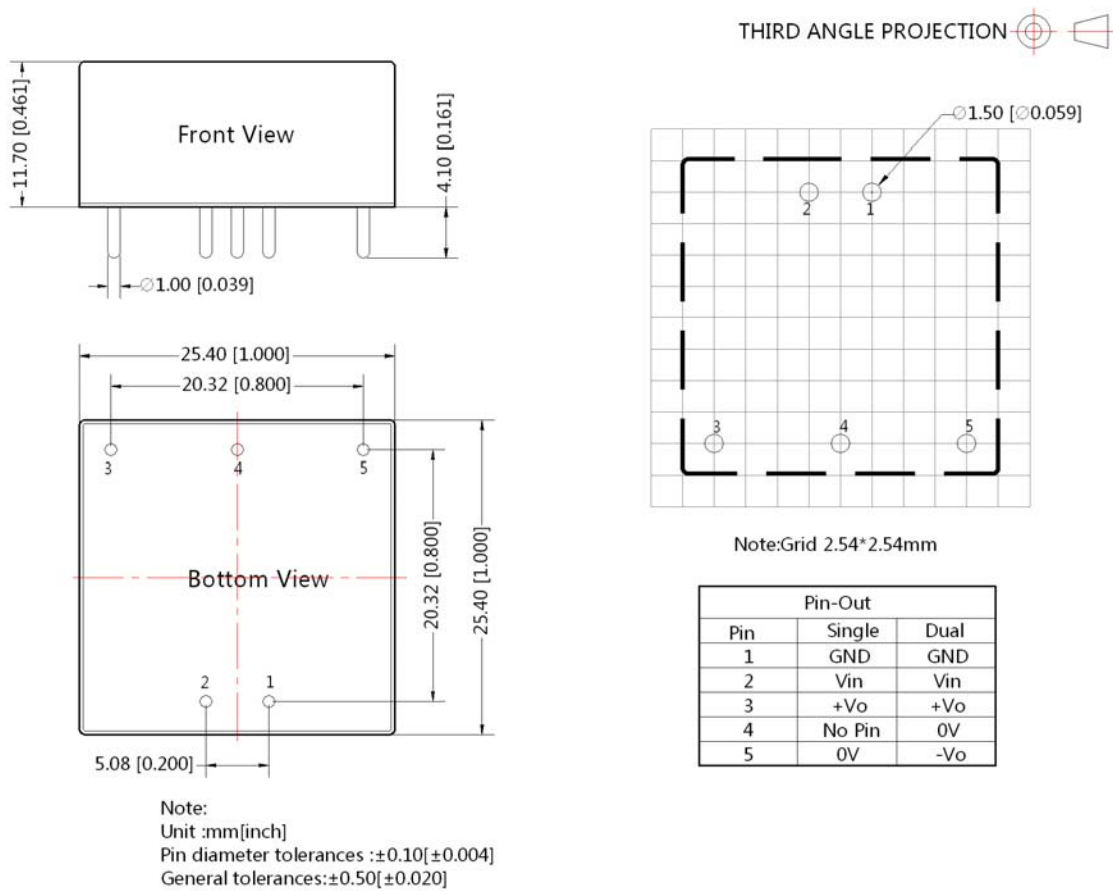 THIRD ANGLE PROJECTION
11.70 [0.461]
Front View
4.10 [0.161]
∅1.00 [0.039]
∅1.50 [∅0.059]
2
1
3
4
5
Note:Grid 2.54*2.54mm
25.40 [1.000]
20.32 [0.800]
3
4
5
Bottom View
20.32 [0.800]
25.40 [1.000]
2
1
5.08 [0.200]
Note:
Unit :mm[inch]
Pin diameter tolerances :±0.10[±0.004]
General tolerances:±0.50[±0.020]
Pin-Out
Pin Single Dual
1 GND GND
2 Vin Vin
3 +Vo +Vo
4 No Pin 0V
5 0V -Vo